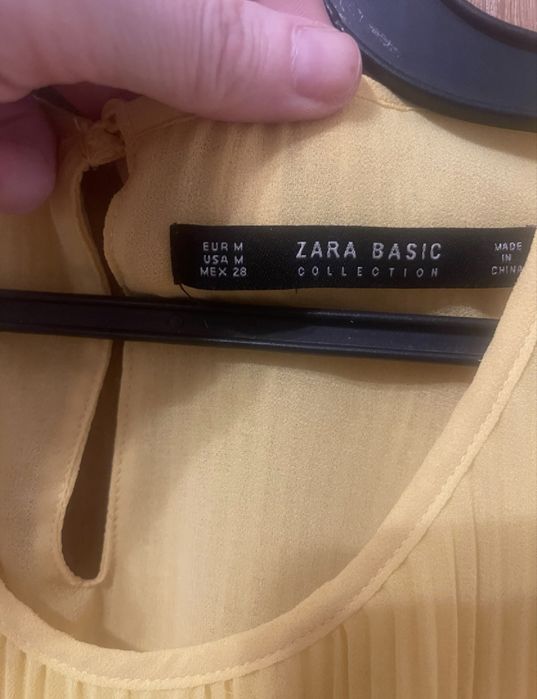 EUR M
USA M
MEX 28
ZARA BASIC
COLLECTION
MADE
IN
CHINA